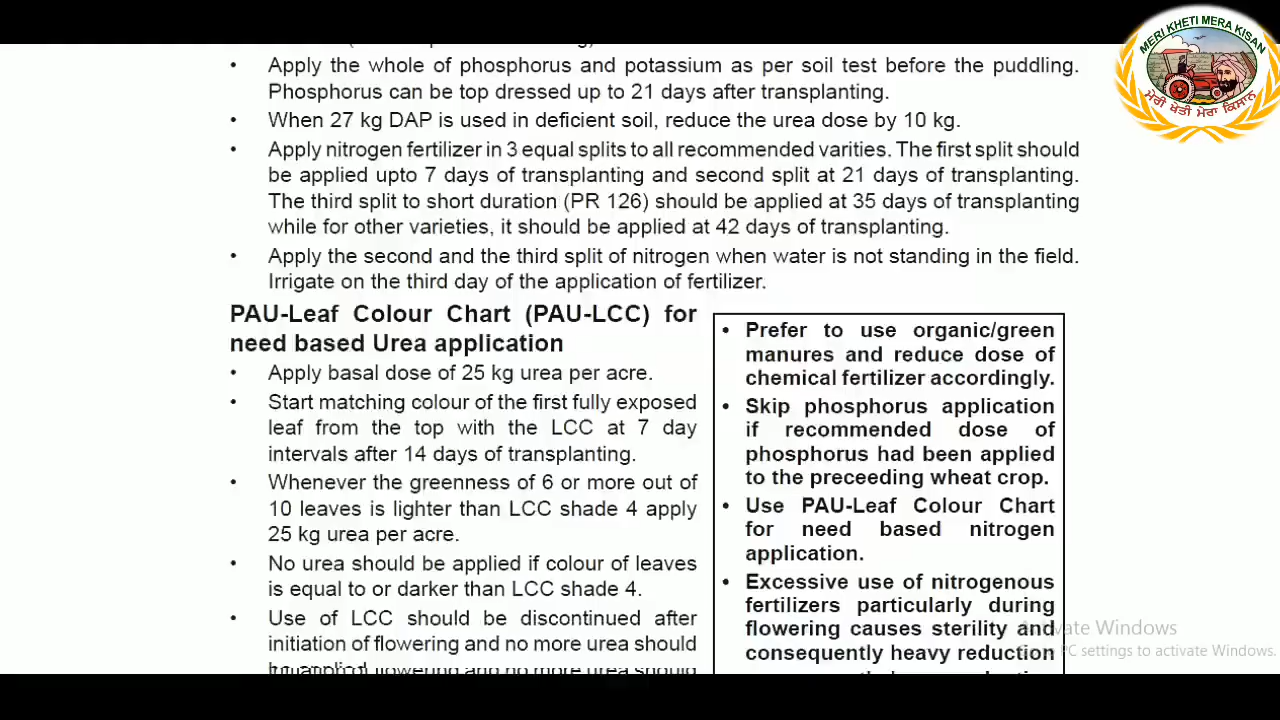 MERI KHETI MERA KISAN
ਮੇਰੀ ਖੇਤੀ ਮੇਰਾ ਕਿਸਾਨ
• Apply the whole of phosphorus and potassium as per soil test before the puddling.
Phosphorus can be top dressed up to 21 days after transplanting.
• When 27 kg DAP is used in deficient soil, reduce the urea dose by 10 kg.
• Apply nitrogen fertilizer in 3 equal splits to all recommended varities. The first split should
be applied upto 7 days of transplanting and second split at 21 days of transplanting.
The third split to short duration (PR 126) should be applied at 35 days of transplanting
while for other varieties, it should be applied at 42 days of transplanting.
• Apply the second and the third split of nitrogen when water is not standing in the field.
Irrigate on the third day of the application of fertilizer.
PAU-Leaf Colour Chart (PAU-LCC) for
need based Urea application
• Apply basal dose of 25 kg urea per acre.
• Start matching colour of the first fully exposed
leaf from the top with the LCC at 7 day
intervals after 14 days of transplanting.
• Whenever the greenness of 6 or more out of
10 leaves is lighter than LCC shade 4 apply
25 kg urea per acre.
• No urea should be applied if colour of leaves
is equal to or darker than LCC shade 4.
• Use of LCC should be discontinued after
initiation of flowering and no more urea should
• Prefer to use organic/green
manures and reduce dose of
chemical fertilizer accordingly.
• Skip phosphorus application
if recommended dose of
phosphorus had been applied
to the preceeding wheat crop.
• Use PAU-Leaf Colour Chart
for need based nitrogen
application.
• Excessive use of nitrogenous
fertilizers particularly during
flowering causes sterility and
consequently heavy reduction
Activate Windows
PC settings to activate Windows.